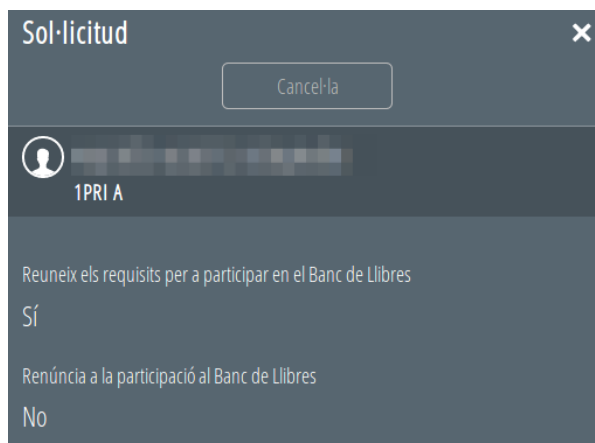 Sol·licitud
Cancel·la
1PRI A
Reuneix els requisits per a participar en el Banc de Llibres
Sí
Renúncia a la participació al Banc de Llibres
No